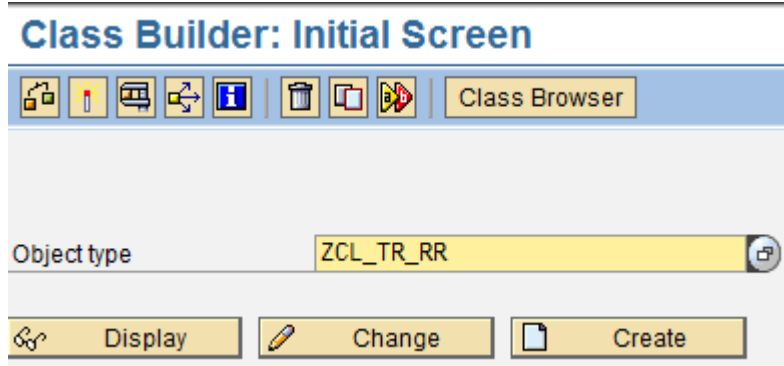 Class Builder: Initial Screen
Class Browser
Object type ZCL_TR_RR
Display Change Create